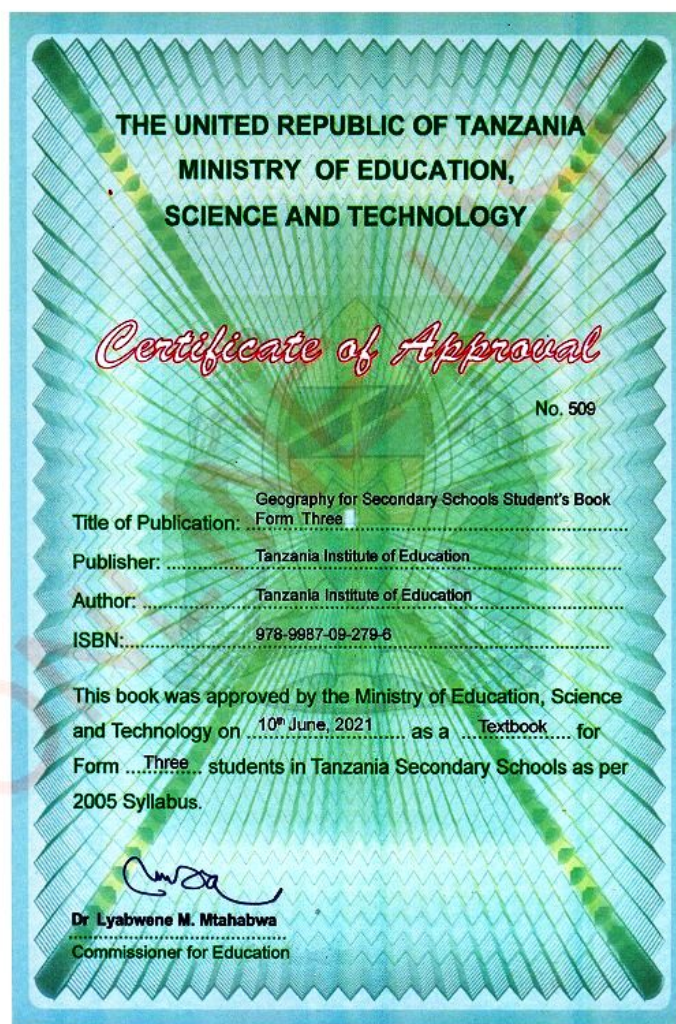 THE UNITED REPUBLIC OF TANZANIA
MINISTRY OF EDUCATION,
SCIENCE AND TECHNOLOGY
Certificate of Approval
No. 509
Title of Publication: Geography for Secondary Schools Student's Book
Form Three
Publisher: Tanzania Institute of Education
Author: Tanzania Institute of Education
ISBN: 978-9987-09-279-6
This book was approved by the Ministry of Education, Science
and Technology on 10th June, 2021 as a Textbook for
Form Three students in Tanzania Secondary Schools as per
2005 Syllabus.
Dr Lyabwene M. Mtahabwa
Commissioner for Education